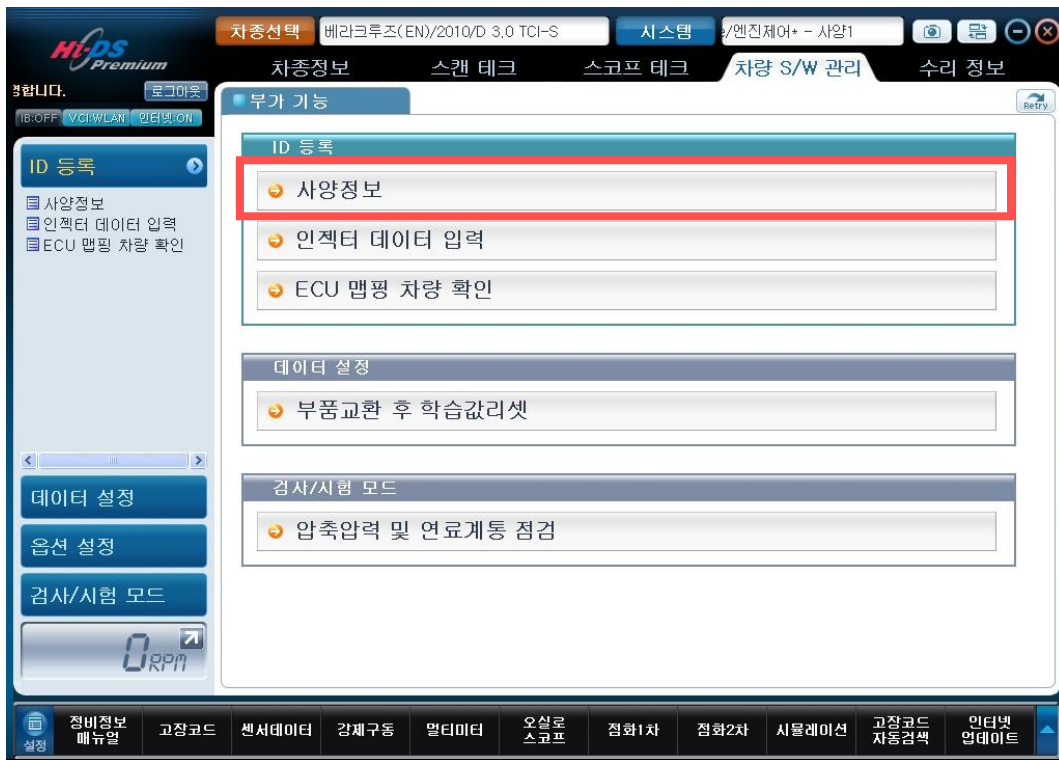 Hi-DS Premium
차종선택 베라크루즈(EN)/2010/D 3.0 TCI-S 시스템 /엔진제어* - 사양1
차종정보 스캔 테크 스코프 테크 차량 S/W 관리 수리 정보
합니다. 로그아웃
IB:OFF VCI:WLAN 인터넷:ON
부가 기능
Retry
ID 등록
사양정보
인젝터 데이터 입력
ECU 맵핑 차량 확인
데이터 설정
옵션 설정
검사/시험 모드
0 RPM
ID 등록
사양정보
인젝터 데이터 입력
ECU 맵핑 차량 확인
데이터 설정
부품교환 후 학습값리셋
검사/시험 모드
압축압력 및 연료계통 점검
설정
정비정보
매뉴얼
고장코드
센서데이터
강제구동
멀티미터
오실로
스코프
점화1차
점화2차
시뮬레이션
고장코드
자동검색
인터넷
업데이트